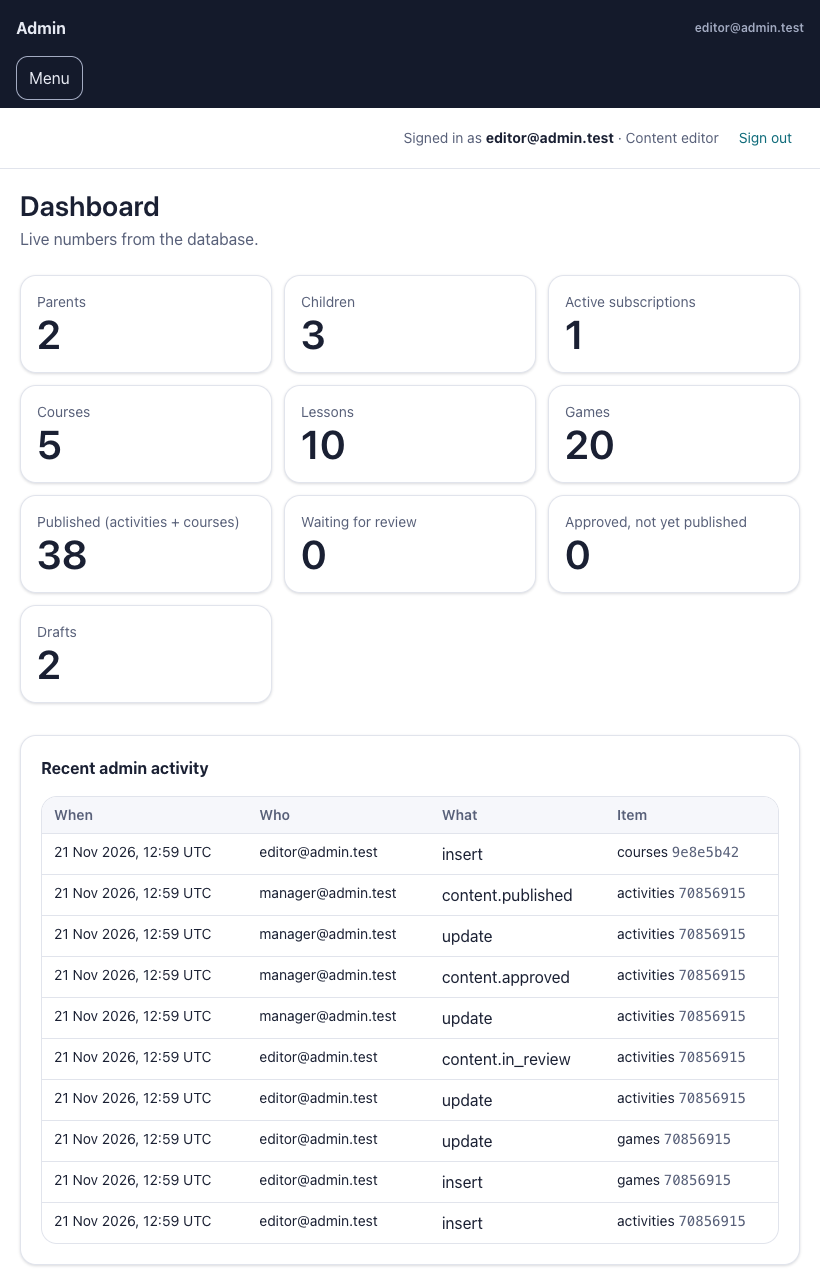 Admin
editor@admin.test
Menu
Signed in as editor@admin.test · Content editor
Sign out
Dashboard
Live numbers from the database.
Parents
2
Children
3
Active subscriptions
1
Courses
5
Lessons
10
Games
20
Published (activities + courses)
38
Waiting for review
0
Approved, not yet published
0
Drafts
2
Recent admin activity
When Who What Item
21 Nov 2026, 12:59 UTC editor@admin.test insert courses 9e8e5b42
21 Nov 2026, 12:59 UTC manager@admin.test content.published activities 70856915
21 Nov 2026, 12:59 UTC manager@admin.test update activities 70856915
21 Nov 2026, 12:59 UTC manager@admin.test content.approved activities 70856915
21 Nov 2026, 12:59 UTC manager@admin.test update activities 70856915
21 Nov 2026, 12:59 UTC editor@admin.test content.in_review activities 70856915
21 Nov 2026, 12:59 UTC editor@admin.test update activities 70856915
21 Nov 2026, 12:59 UTC editor@admin.test update games 70856915
21 Nov 2026, 12:59 UTC editor@admin.test insert games 70856915
21 Nov 2026, 12:59 UTC editor@admin.test insert activities 70856915